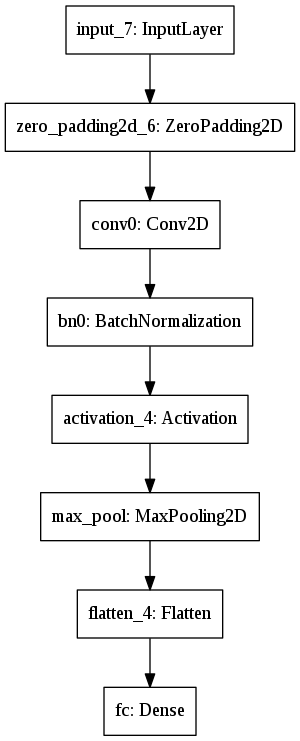 input_7: InputLayer
zero_padding2d_6: ZeroPadding2D
conv0: Conv2D
bn0: BatchNormalization
activation_4: Activation
max_pool: MaxPooling2D
flatten_4: Flatten
fc: Dense